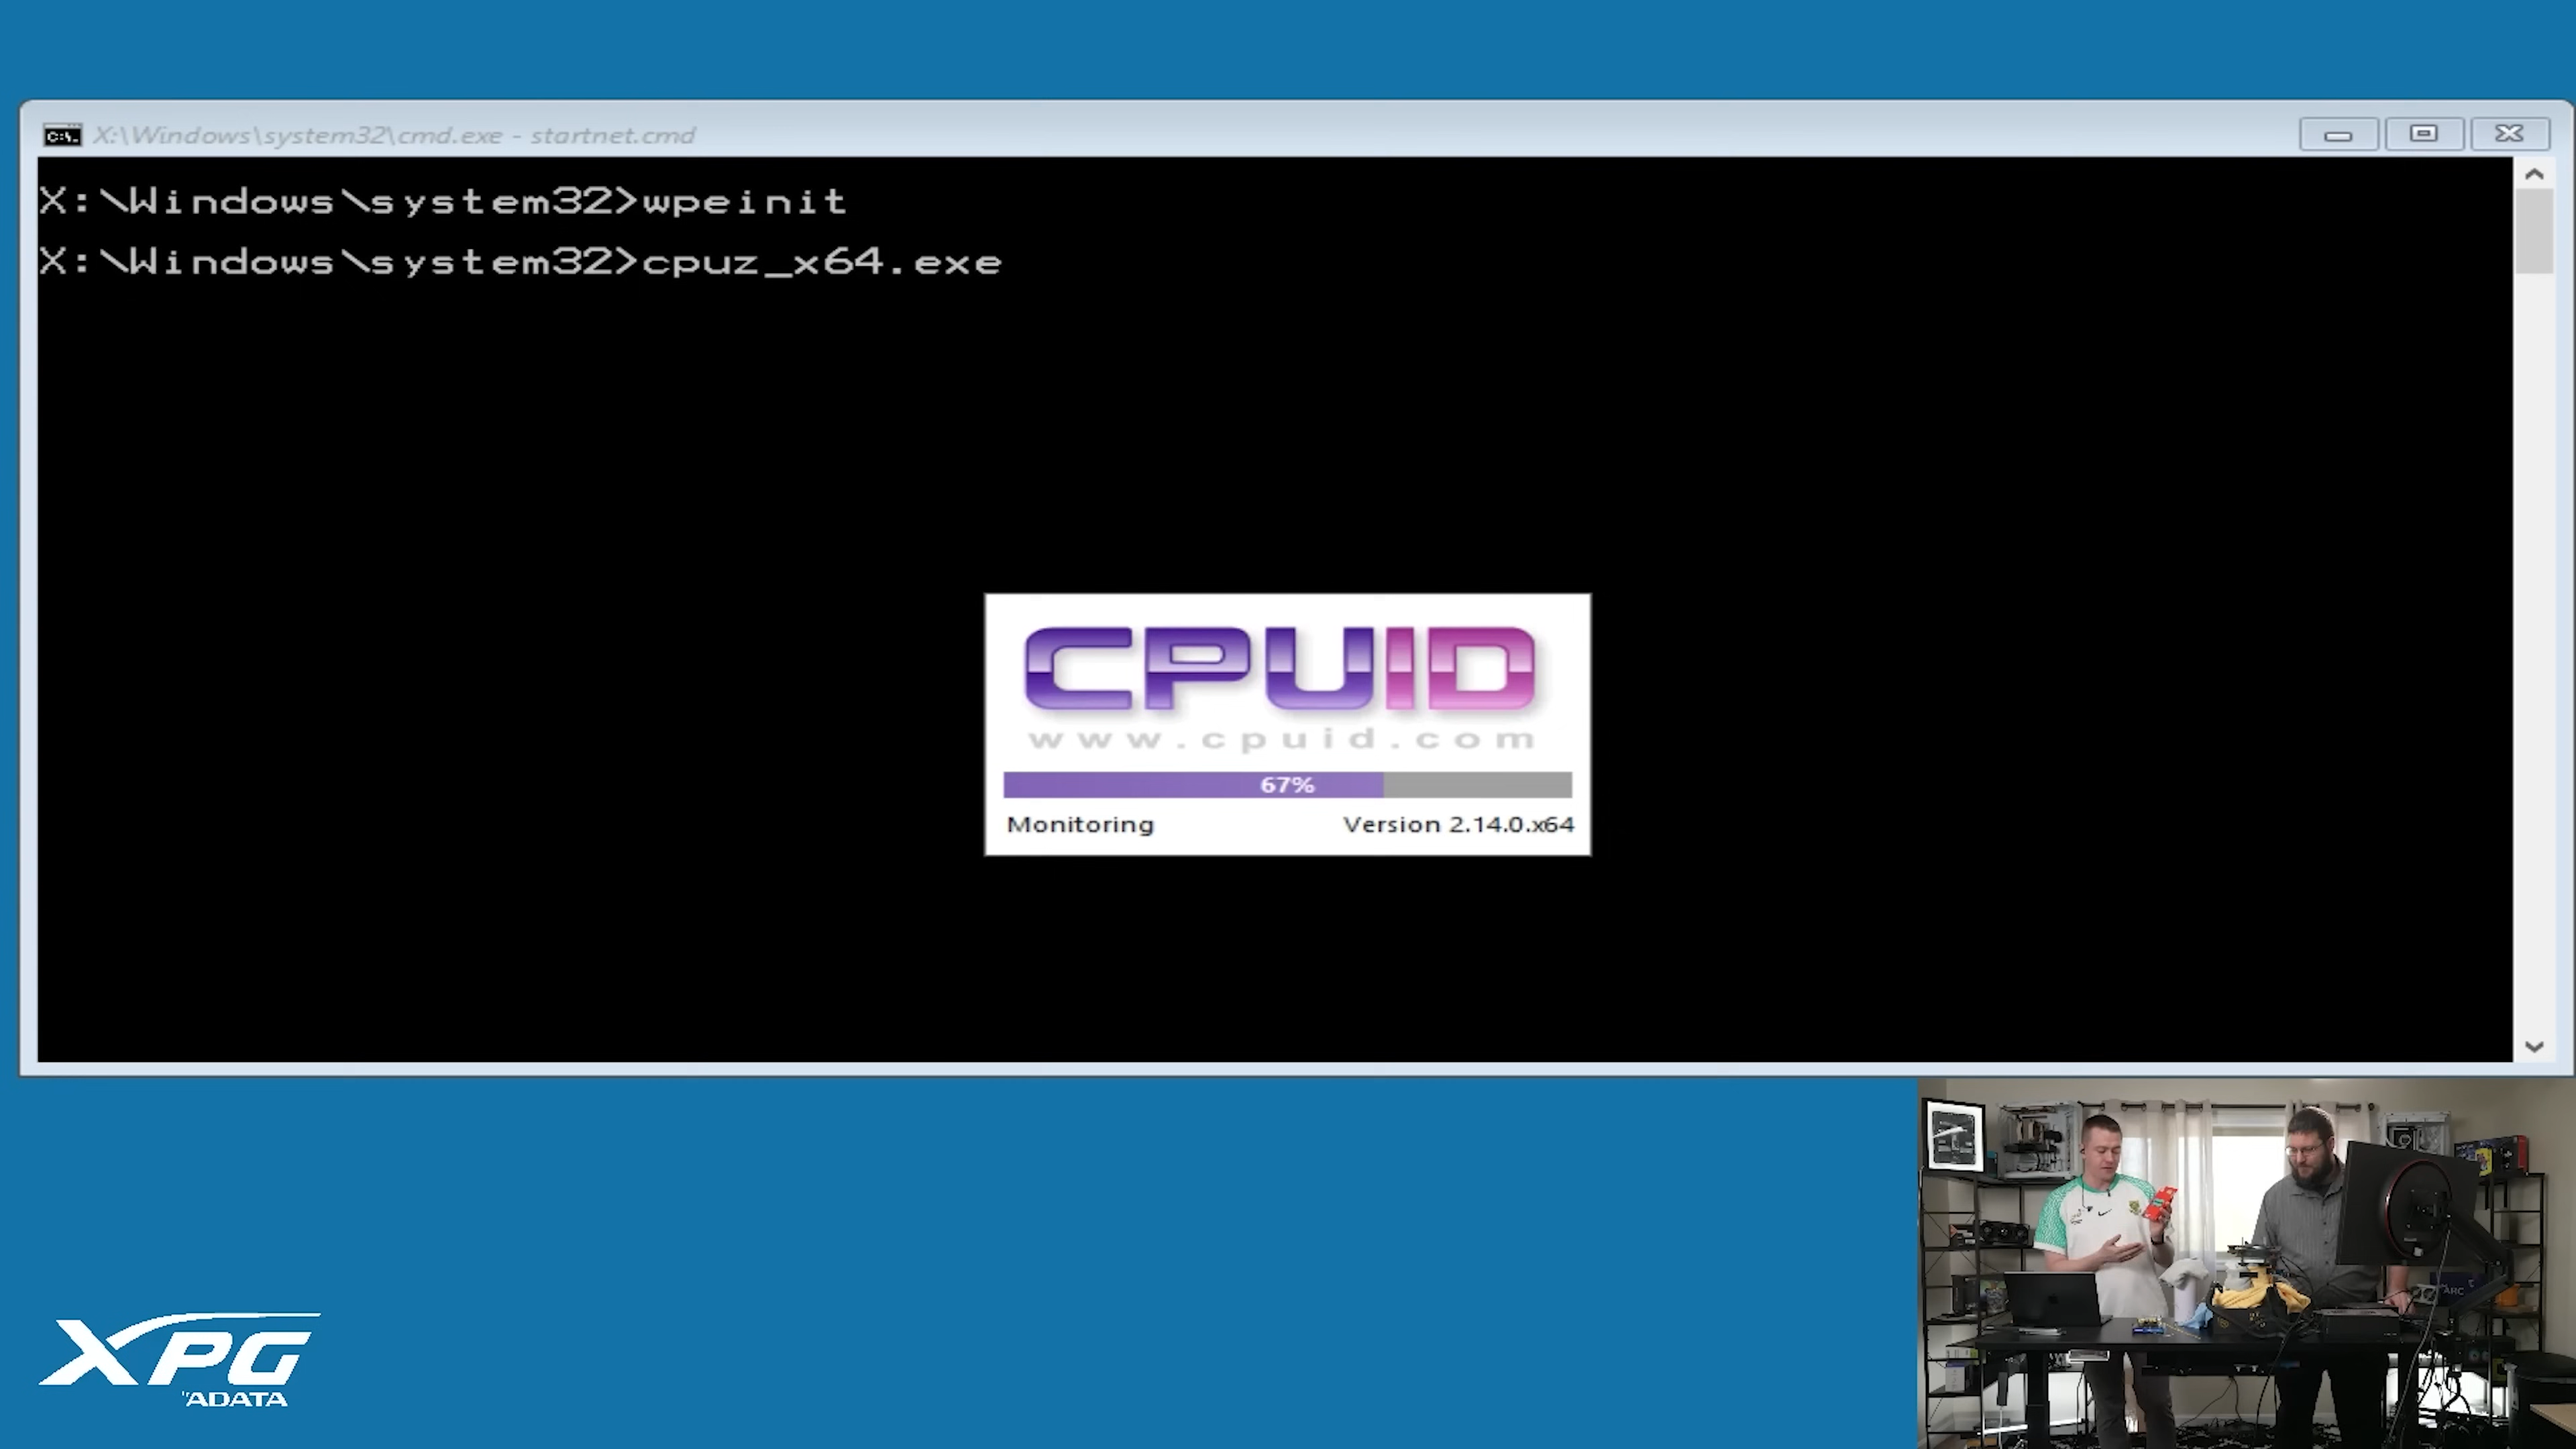 X:\Windows\system32\cmd.exe - startnet.cmd
X:\Windows\system32>wpeinit
X:\Windows\system32>cpuz_x64.exe
CPUID
www.cpuid.com
67%
Monitoring Version 2.14.0.x64
XPG
ADATA
ARC